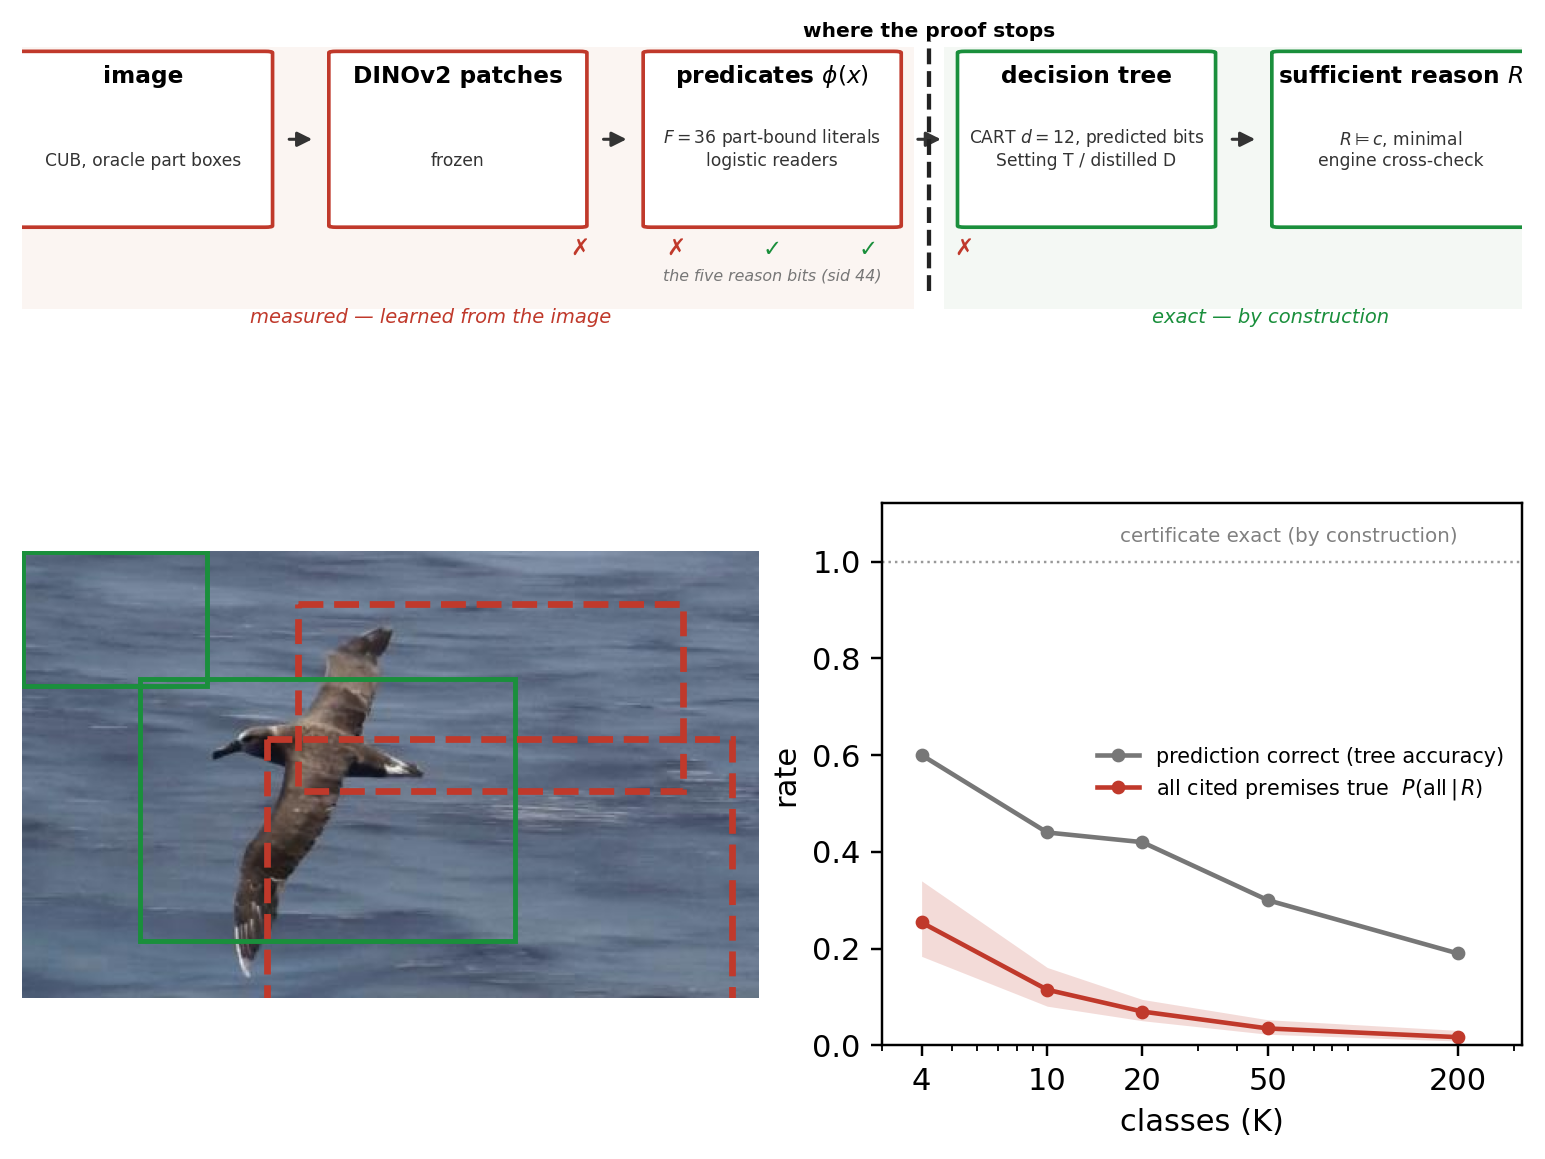 where the proof stops
image
CUB, oracle part boxes
DINOv2 patches
frozen
predicates ϕ(x)
F = 36 part-bound literals
logistic readers
decision tree
CART d = 12, predicted bits
Setting T / distilled D
sufficient reason R
R ⊨ c, minimal
engine cross-check
✗ ✗ ✓ ✓ ✗
the five reason bits (sid 44)
measured — learned from the image
exact — by construction
certificate exact (by construction)
prediction correct (tree accuracy)
all cited premises true P(all | R)
rate
1.0
0.8
0.6
0.4
0.2
0.0
4 10 20 50 200
classes (K)